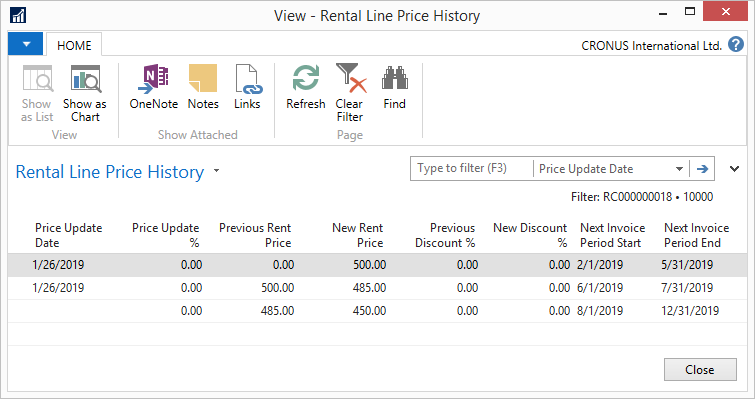 View - Rental Line Price History
HOME
CRONUS International Ltd.
Show as List
Show as Chart
OneNote
Notes
Links
Refresh
Clear Filter
Find
View
Show Attached
Page
Rental Line Price History
Type to filter (F3)
Price Update Date
Filter: RC000000018 • 10000
Price Update Date Price Update % Previous Rent Price New Rent Price Previous Discount % New Discount % Next Invoice Period Start Next Invoice Period End
1/26/2019 0.00 0.00 500.00 0.00 0.00 2/1/2019 5/31/2019
1/26/2019 0.00 500.00 485.00 0.00 0.00 6/1/2019 7/31/2019
0.00 485.00 450.00 0.00 0.00 8/1/2019 12/31/2019
Close